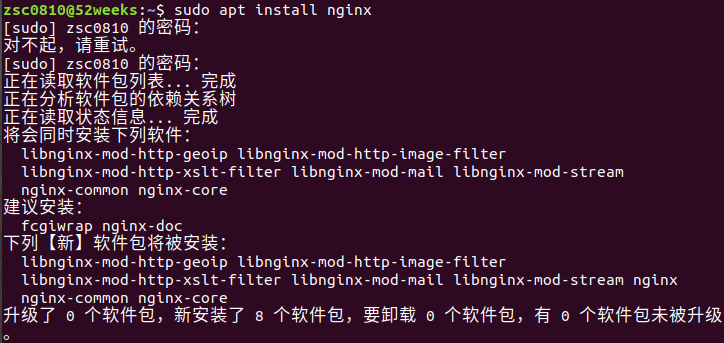 zsc0810@52weeks:~$ sudo apt install nginx
[sudo] zsc0810 的密码：
对不起，请重试。
[sudo] zsc0810 的密码：
正在读取软件包列表... 完成
正在分析软件包的依赖关系树
正在读取状态信息... 完成
将会同时安装下列软件：
  libnginx-mod-http-geoip libnginx-mod-http-image-filter
  libnginx-mod-http-xslt-filter libnginx-mod-mail libnginx-mod-stream
  nginx-common nginx-core
建议安装：
  fcgiwrap nginx-doc
下列【新】软件包将被安装：
  libnginx-mod-http-geoip libnginx-mod-http-image-filter
  libnginx-mod-http-xslt-filter libnginx-mod-mail libnginx-mod-stream nginx
  nginx-common nginx-core
升级了 0 个软件包，新安装了 8 个软件包，要卸载 0 个软件包，有 0 个软件包未被升级
。